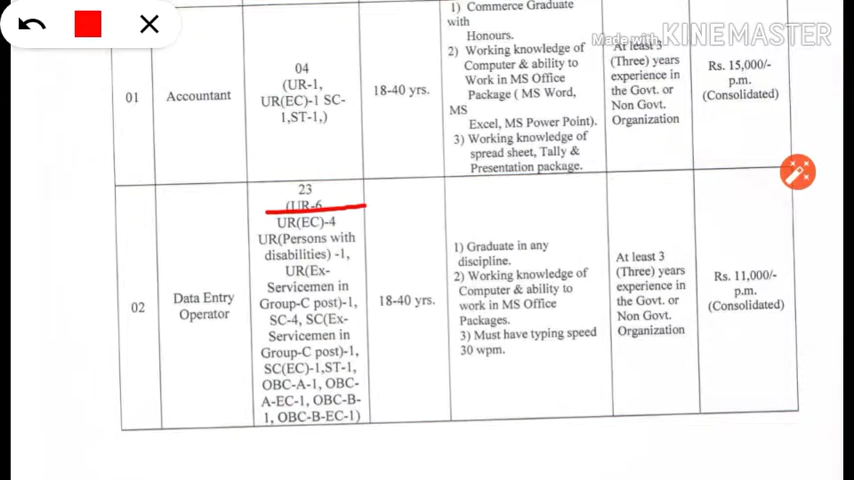 Made with KINEMASTER
01
Accountant
04
(UR-1,
UR(EC)-1 SC-
1,ST-1,)
18-40 yrs.
1) Commerce Graduate
with
Honours.
2) Working knowledge of
Computer & ability to
Work in MS Office
Package ( MS Word,
MS
Excel, MS Power Point).
3) Working knowledge of
spread sheet, Tally &
Presentation package.
At least 3
(Three) years
experience in
the Govt. or
Non Govt.
Organization
Rs. 15,000/-
p.m.
(Consolidated)
02
Data Entry
Operator
23
(UR-6
UR(EC)-4
UR(Persons with
disabilities) -1,
UR(Ex-
Servicemen in
Group-C post)-1,
SC-4, SC(Ex-
Servicemen in
Group-C post)-1,
SC(EC)-1,ST-1,
OBC-A-1, OBC-
A-EC-1, OBC-B-
1, OBC-B-EC-1)
18-40 yrs.
1) Graduate in any
discipline.
2) Working knowledge of
Computer & ability to
work in MS Office
Packages.
3) Must have typing speed
30 wpm.
At least 3
(Three) years
experience in
the Govt. or
Non Govt.
Organization
Rs. 11,000/-
p.m.
(Consolidated)